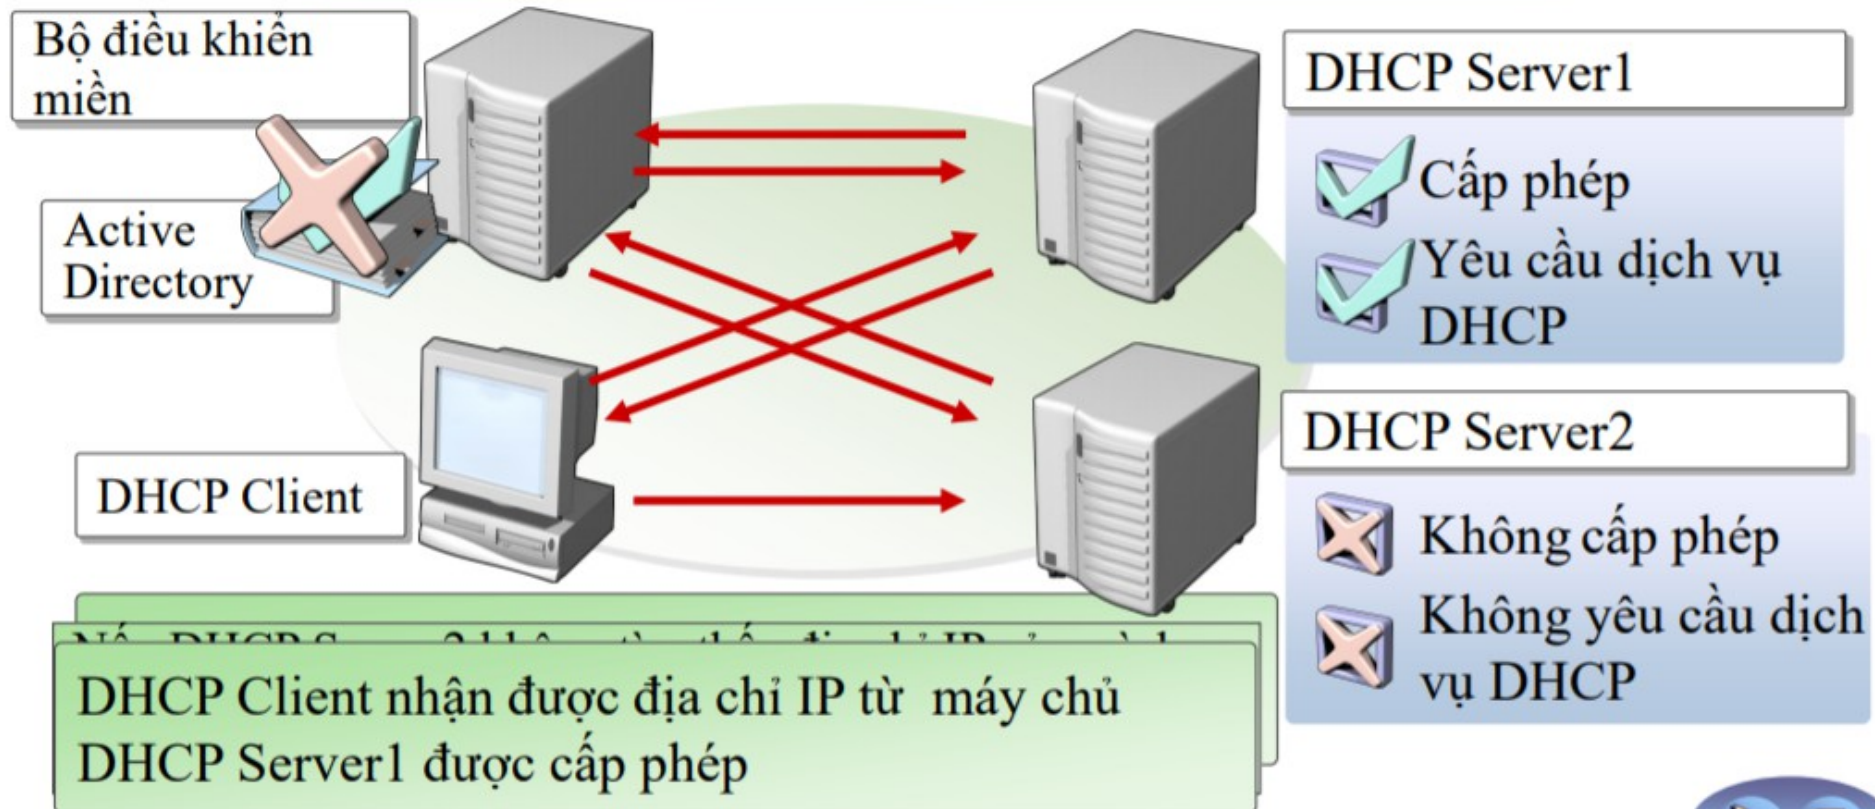 Bộ điều khiển
miền
DHCP Server1
Cấp phép
Yêu cầu dịch vụ
DHCP
Active
Directory
DHCP Server2
DHCP Client
Không cấp phép
Không yêu cầu dịch
vụ DHCP
DHCP Client nhận được địa chỉ IP từ máy chủ
DHCP Server1 được cấp phép